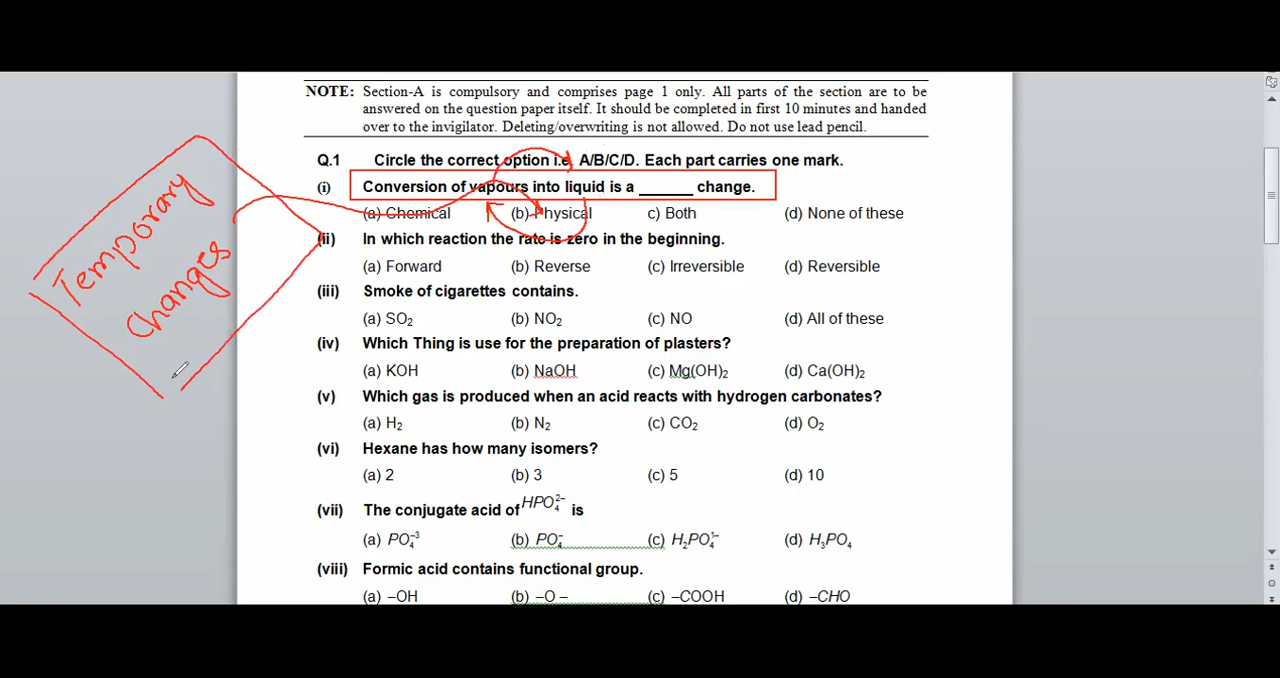 NOTE: Section-A is compulsory and comprises page 1 only. All parts of the section are to be
answered on the question paper itself. It should be completed in first 10 minutes and handed
over to the invigilator. Deleting/overwriting is not allowed. Do not use lead pencil.
Q.1 Circle the correct option i.e. A/B/C/D. Each part carries one mark.
(i) Conversion of vapours into liquid is a ______ change.
(a) Chemical (b) Physical c) Both (d) None of these
Temporary
Changes
(ii) In which reaction the rate is zero in the beginning.
(a) Forward (b) Reverse (c) Irreversible (d) Reversible
(iii) Smoke of cigarettes contains.
(a) SO₂ (b) NO₂ (c) NO (d) All of these
(iv) Which Thing is use for the preparation of plasters?
(a) KOH (b) NaOH (c) Mg(OH)₂ (d) Ca(OH)₂
(v) Which gas is produced when an acid reacts with hydrogen carbonates?
(a) H₂ (b) N₂ (c) CO₂ (d) O₂
(vi) Hexane has how many isomers?
(a) 2 (b) 3 (c) 5 (d) 10
(vii) The conjugate acid of HPO₄²⁻ is
(a) PO₄⁻³ (b) PO₄⁻ (c) H₂PO₄¹⁻ (d) H₃PO₄
(viii) Formic acid contains functional group.
(a) –OH (b) –O – (c) –COOH (d) –CHO